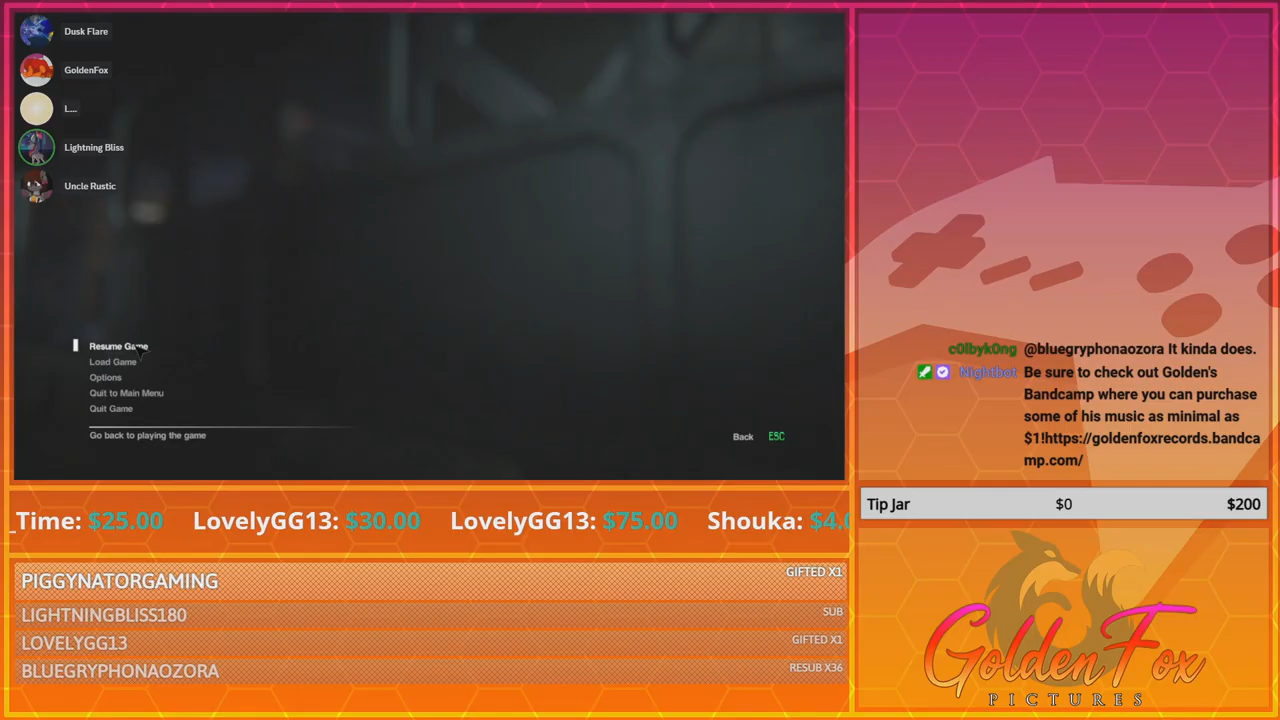 Dusk Flare
GoldenFox
L...
Lightning Bliss
Uncle Rustic
Resume Game
Load Game
Options
Quit to Main Menu
Quit Game
Go back to playing the game
Back ESC
c0lbyk0ng @bluegryphonaozora It kinda does.
Nightbot Be sure to check out Golden's
Bandcamp where you can purchase
some of his music as minimal as
$1!https://goldenfoxrecords.bandca
mp.com/
Tip Jar $0 $200
_Time: $25.00 LovelyGG13: $30.00 LovelyGG13: $75.00 Shouka: $4.0
PIGGYNATORGAMING GIFTED X1
LIGHTNINGBLISS180 SUB
LOVELYGG13 GIFTED X1
BLUEGRYPHONAOZORA RESUB X36
GoldenFox
PICTURES